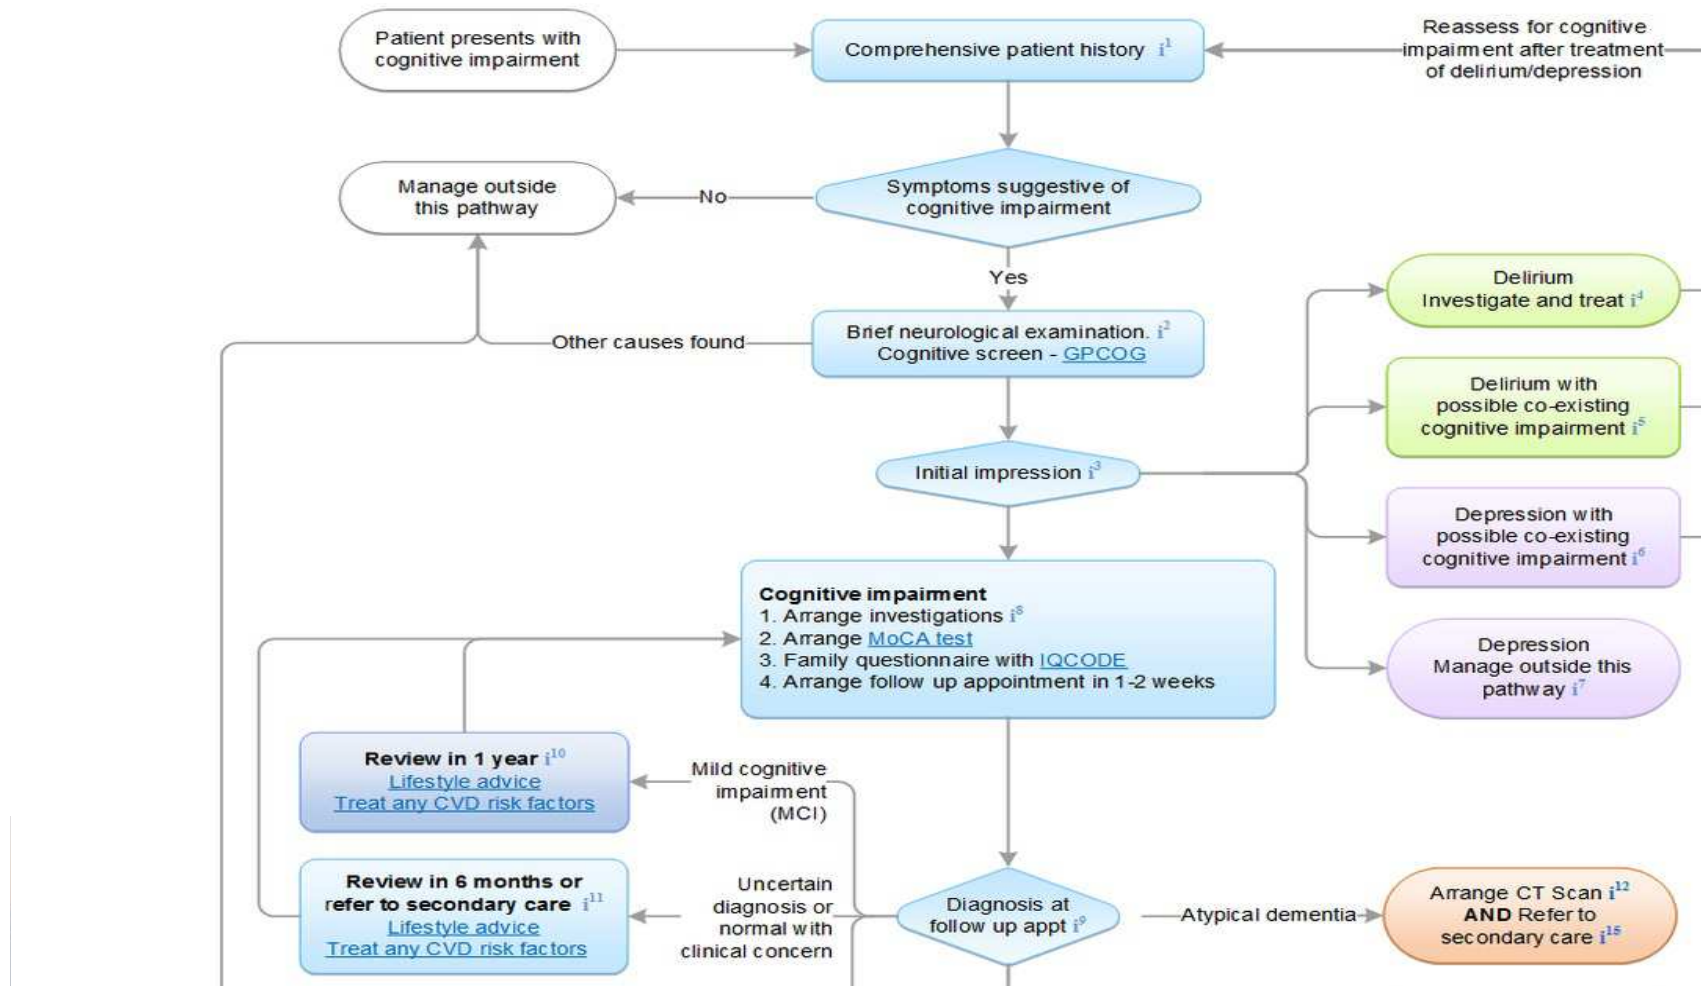 Patient presents with
cognitive impairment
Comprehensive patient history i1
Reassess for cognitive
impairment after treatment
of delirium/depression
Manage outside
this pathway
No
Symptoms suggestive of
cognitive impairment
Yes
Delirium
Investigate and treat i4
Other causes found
Brief neurological examination. i2
Cognitive screen - GPCOG
Delirium with
possible co-existing
cognitive impairment i5
Initial impression i3
Depression with
possible co-existing
cognitive impairment i6
Cognitive impairment
1. Arrange investigations i8
2. Arrange MoCA test
3. Family questionnaire with IQCODE
4. Arrange follow up appointment in 1-2 weeks
Depression
Manage outside this
pathway i7
Review in 1 year i10
Lifestyle advice
Treat any CVD risk factors
Mild cognitive
impairment
(MCI)
Review in 6 months or
refer to secondary care i11
Lifestyle advice
Treat any CVD risk factors
Uncertain
diagnosis or
normal with
clinical concern
Diagnosis at
follow up appt i9
Atypical dementia
Arrange CT Scan i12
AND Refer to
secondary care i15